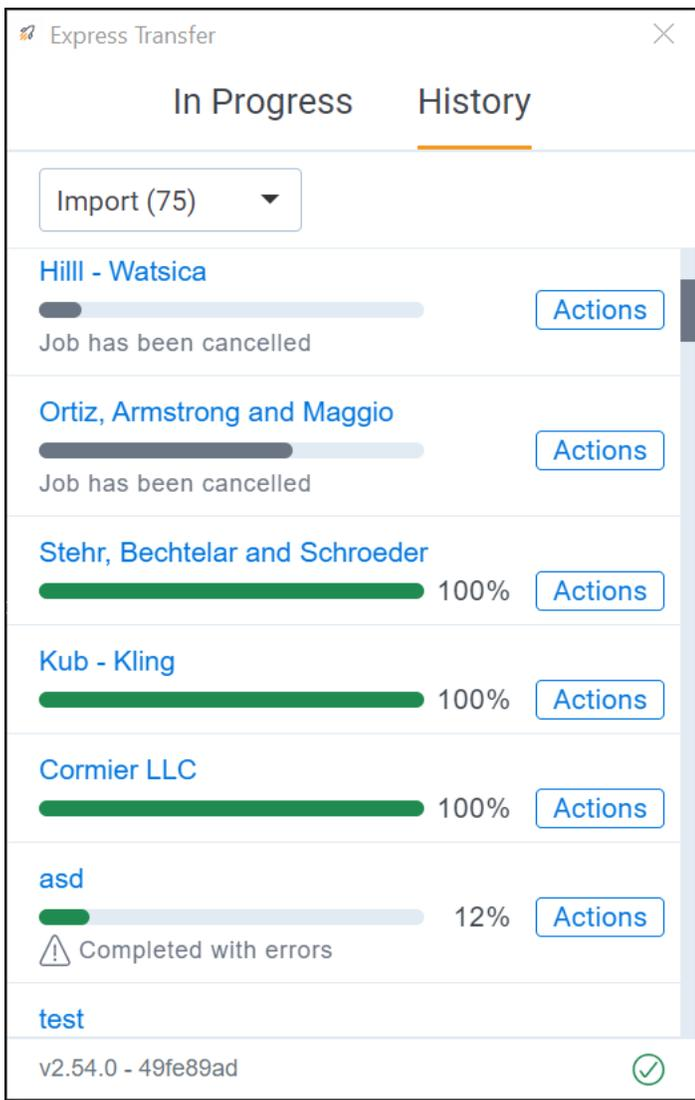 Express Transfer
In Progress History
Import (75)
Hilll - Watsica
Actions
Job has been cancelled
Ortiz, Armstrong and Maggio
Actions
Job has been cancelled
Stehr, Bechtelar and Schroeder
100% Actions
Kub - Kling
100% Actions
Cormier LLC
100% Actions
asd
12% Actions
Completed with errors
test
v2.54.0 - 49fe89ad